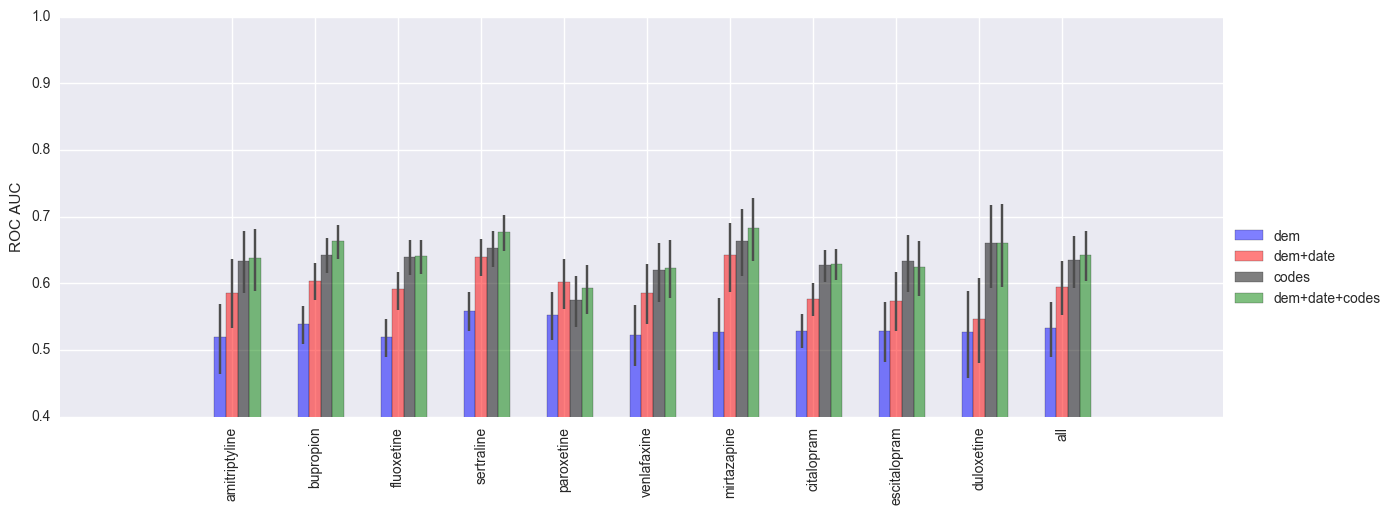 1.0
0.9
0.8
0.7
0.6
0.5
0.4
ROC AUC
amitriptyline
bupropion
fluoxetine
sertraline
paroxetine
venlafaxine
mirtazapine
citalopram
escitalopram
duloxetine
all
dem
dem+date
codes
dem+date+codes